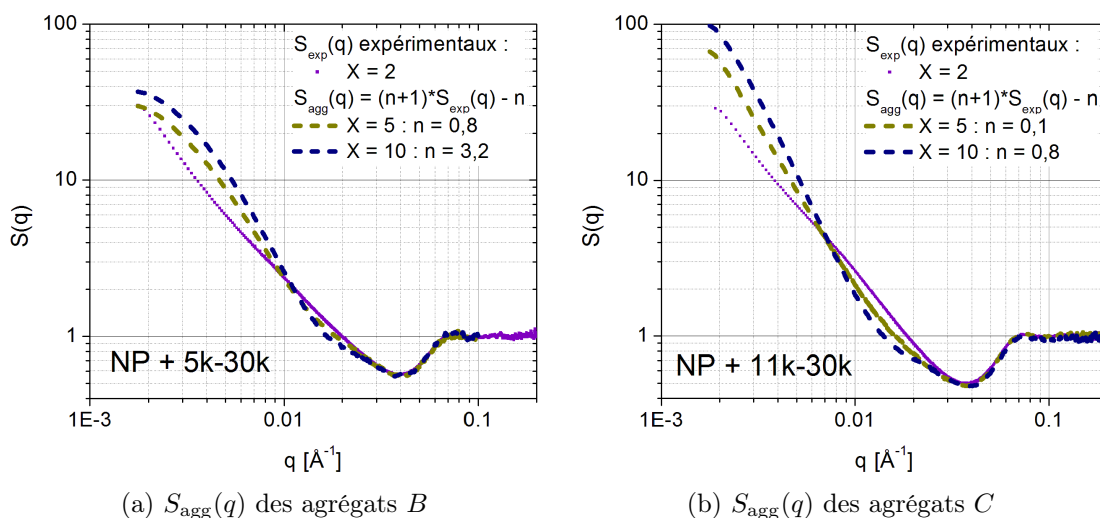 100
10
1
1E-3
0.01
0.1
S(q)
q [Å⁻¹]
S_exp(q) expérimentaux :
X = 2
S_agg(q) = (n+1)*S_exp(q) - n
X = 5 : n = 0,8
X = 10 : n = 3,2
NP + 5k-30k
(a) S_agg(q) des agrégats B
100
10
1
1E-3
0.01
0.1
S(q)
q [Å⁻¹]
S_exp(q) expérimentaux :
X = 2
S_agg(q) = (n+1)*S_exp(q) - n
X = 5 : n = 0,1
X = 10 : n = 0,8
NP + 11k-30k
(b) S_agg(q) des agrégats C